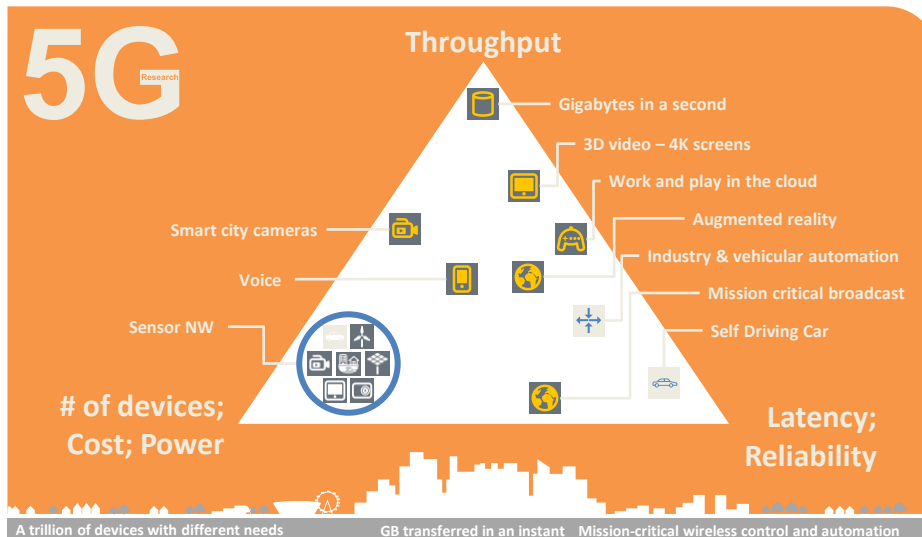 5G
Research
Throughput
Gigabytes in a second
3D video – 4K screens
Work and play in the cloud
Smart city cameras
Augmented reality
Industry & vehicular automation
Voice
Mission critical broadcast
Sensor NW
Self Driving Car
# of devices;
Cost; Power
Latency;
Reliability
A trillion of devices with different needs
GB transferred in an instant
Mission-critical wireless control and automation